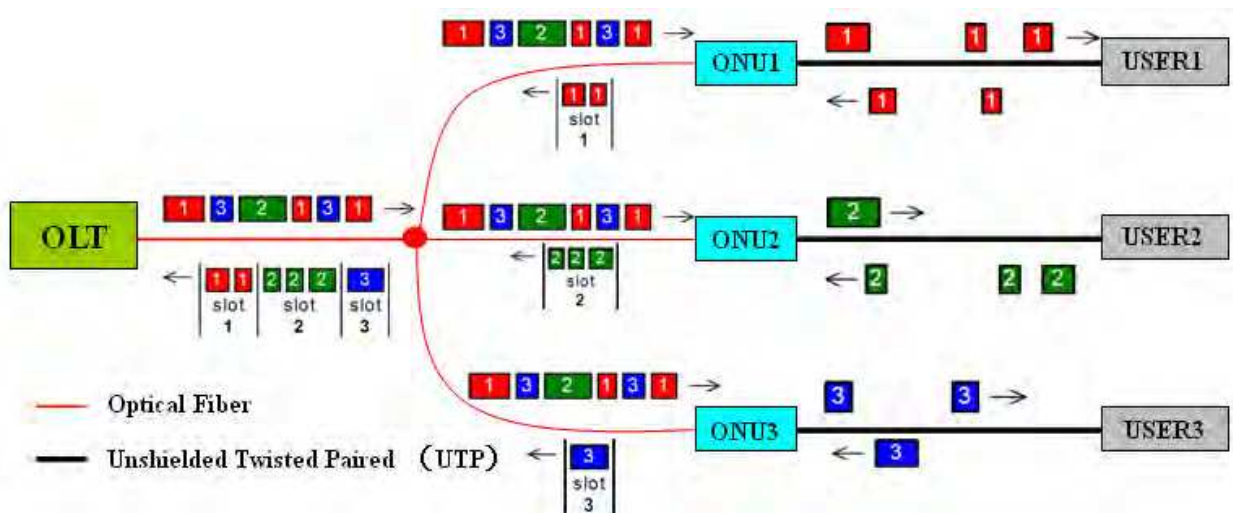 1 3 2 1 3 1
1 1
slot
1
ONU1
1 1 1
1 1
USER1
OLT
1 3 2 1 3 1
1 1 2 2 2 3
slot slot slot
1 2 3
1 3 2 1 3 1
2 2 2
slot
2
ONU2
2
2 2 2
USER2
1 3 2 1 3 1
3
slot
3
ONU3
3 3
3
USER3
Optical Fiber
Unshielded Twisted Paired （UTP）